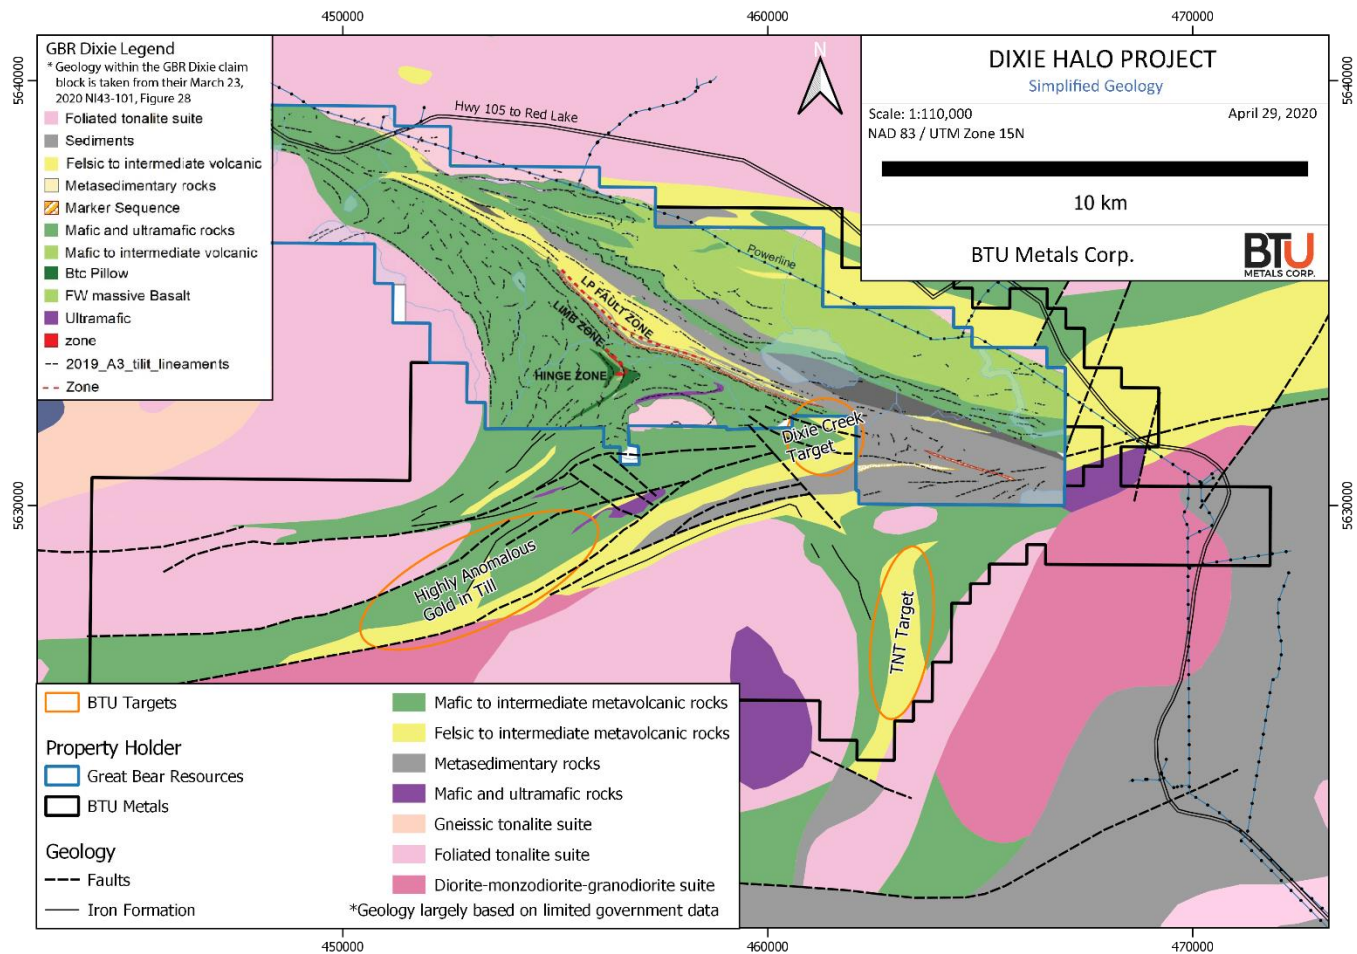 450000
460000
470000
5640000
5640000
5630000
5630000
GBR Dixie Legend
* Geology within the GBR Dixie claim
block is taken from their March 23,
2020 NI43-101, Figure 28
Foliated tonalite suite
Sediments
Felsic to intermediate volcanic
Metasedimentary rocks
Marker Sequence
Mafic and ultramafic rocks
Mafic to intermediate volcanic
Btc Pillow
FW massive Basalt
Ultramafic
zone
2019_A3_tilit_lineaments
Zone
N
DIXIE HALO PROJECT
Simplified Geology
Scale: 1:110,000
April 29, 2020
NAD 83 / UTM Zone 15N
10 km
BTU Metals Corp.
BTU
METALS CORP.
Hwy 105 to Red Lake
Powerline
LP FAULT ZONE
LIMB ZONE
HINGE ZONE
Dixie Creek
Target
Highly Anomalous
Gold in Till
TNT Target
BTU Targets
Property Holder
Great Bear Resources
BTU Metals
Geology
Faults
Iron Formation
Mafic to intermediate metavolcanic rocks
Felsic to intermediate metavolcanic rocks
Metasedimentary rocks
Mafic and ultramafic rocks
Gneissic tonalite suite
Foliated tonalite suite
Diorite-monzodiorite-granodiorite suite
*Geology largely based on limited government data
450000
460000
470000